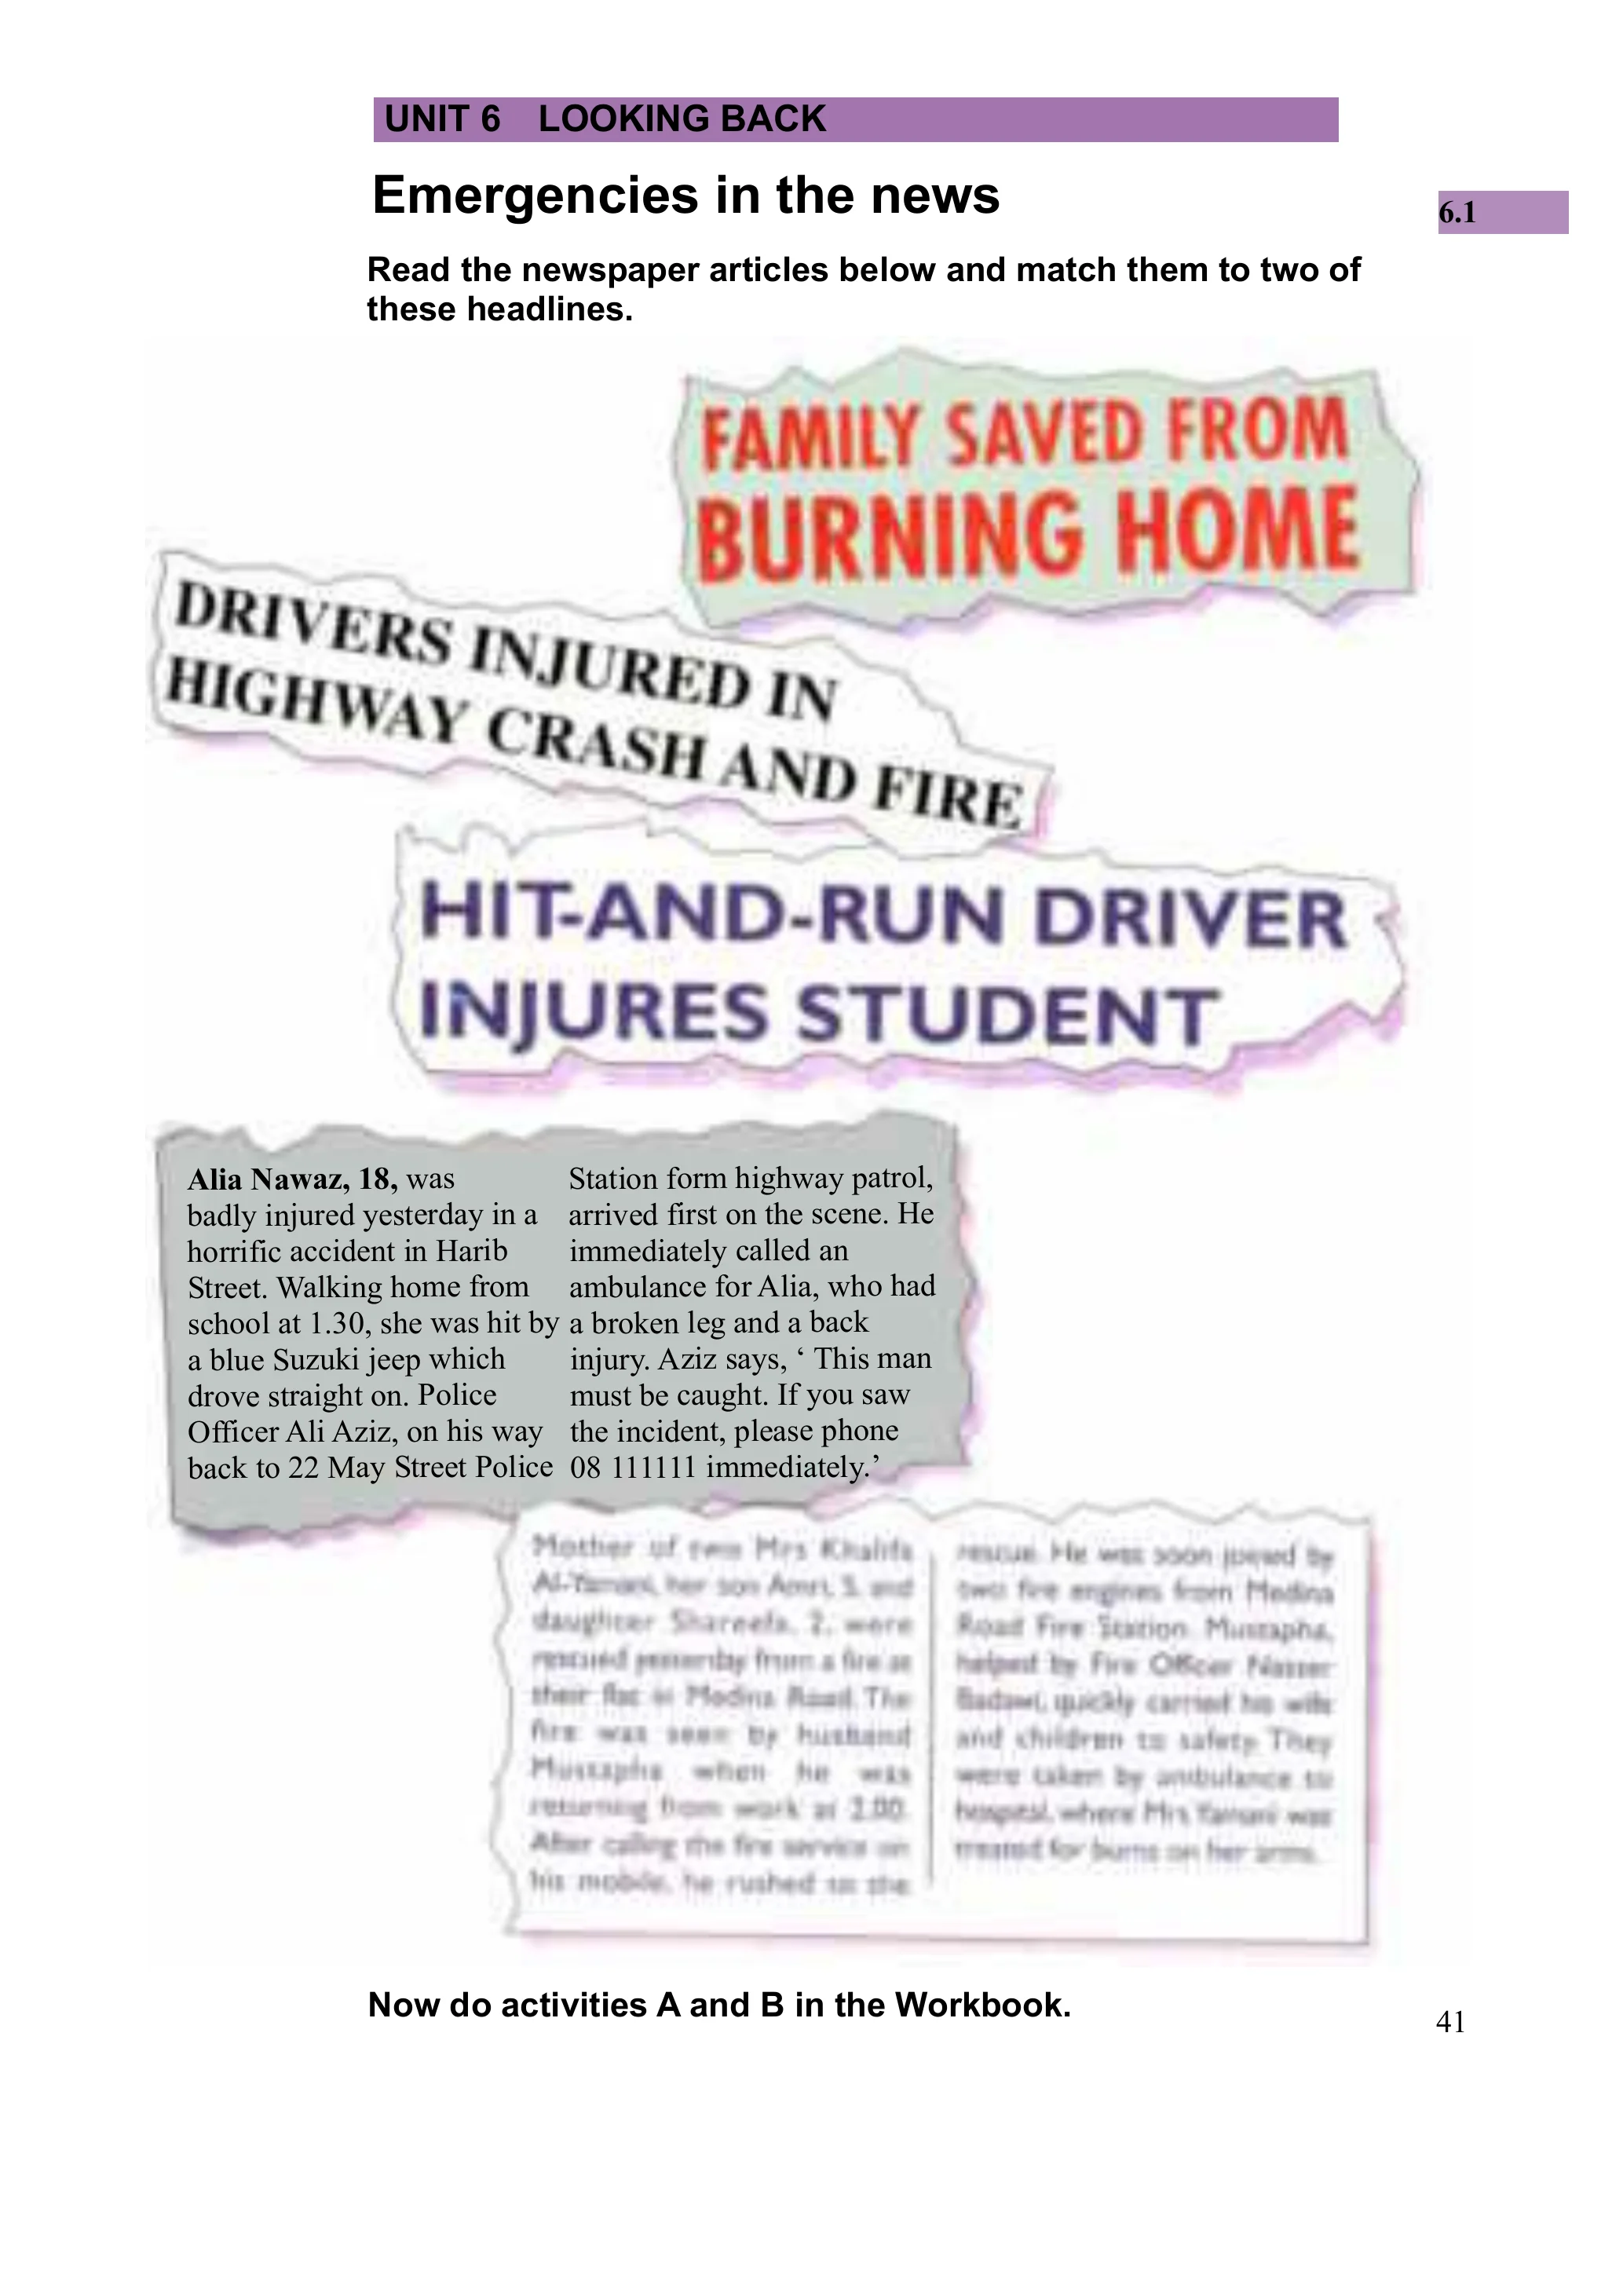 UNIT 6 LOOKING BACK
Emergencies in the news
6.1
Read the newspaper articles below and match them to two of
these headlines.
FAMILY SAVED FROM
BURNING HOME
DRIVERS INJURED IN
HIGHWAY CRASH AND FIRE
HIT-AND-RUN DRIVER
INJURES STUDENT
Alia Nawaz, 18, was
badly injured yesterday in a
horrific accident in Harib
Street. Walking home from
school at 1.30, she was hit by
a blue Suzuki jeep which
drove straight on. Police
Officer Ali Aziz, on his way
back to 22 May Street Police
Station form highway patrol,
arrived first on the scene. He
immediately called an
ambulance for Alia, who had
a broken leg and a back
injury. Aziz says, ‘ This man
must be caught. If you saw
the incident, please phone
08 111111 immediately.’
Mother of two Mrs Khalifa
Al-Yamani, her son Amri, 5, and
daughter Shareefa, 2, were
rescued yesterday from a fire at
their flat in Medina Road. The
fire was seen by husband
Mustapha when he was
returning from work at 2.00.
After calling the fire service on
his mobile, he rushed to the
rescue. He was soon joined by
two fire engines from Medina
Road Fire Station. Mustapha,
helped by Fire Officer Nasser
Badawi, quickly carried his wife
and children to safety. They
were taken by ambulance to
hospital, where Mrs Yamani was
treated for burns on her arms.
Now do activities A and B in the Workbook.
41